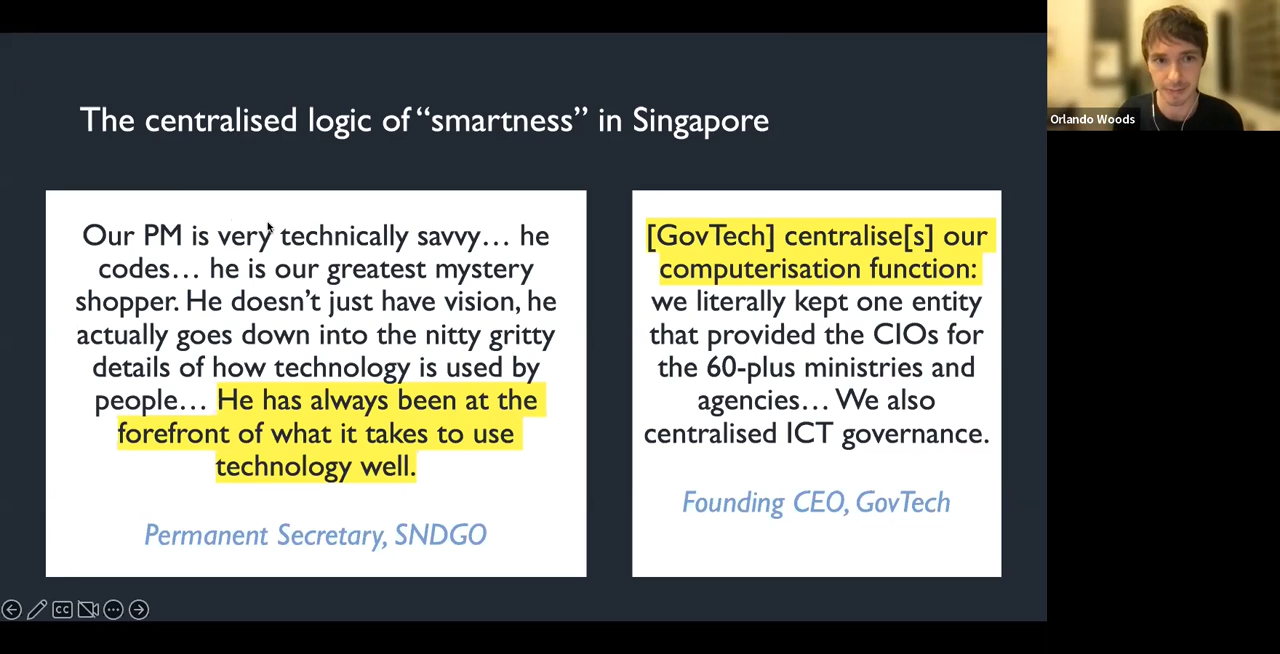 The centralised logic of “smartness” in Singapore
Our PM is very technically savvy… he
codes… he is our greatest mystery
shopper. He doesn’t just have vision, he
actually goes down into the nitty gritty
details of how technology is used by
people… He has always been at the
forefront of what it takes to use
technology well.
Permanent Secretary, SNDGO
[GovTech] centralise[s] our
computerisation function:
we literally kept one entity
that provided the CIOs for
the 60-plus ministries and
agencies… We also
centralised ICT governance.
Founding CEO, GovTech
Orlando Woods
CC